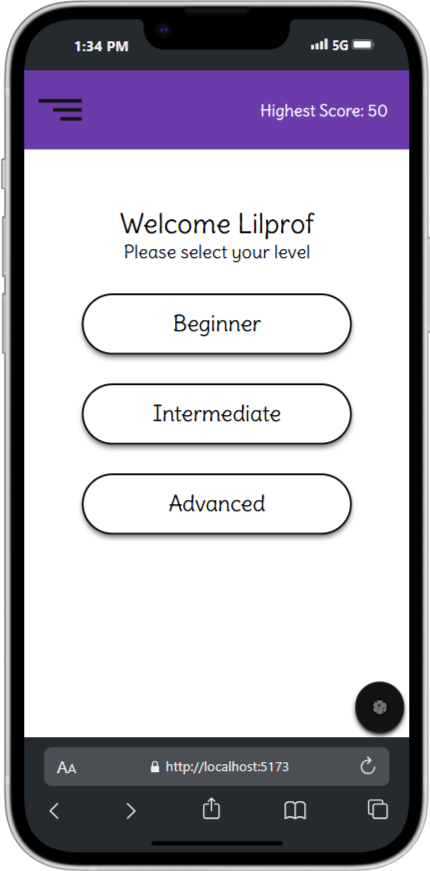 1:34 PM
5G
Highest Score: 50
Welcome Lilprof
Please select your level
Beginner
Intermediate
Advanced
AA
http://localhost:5173